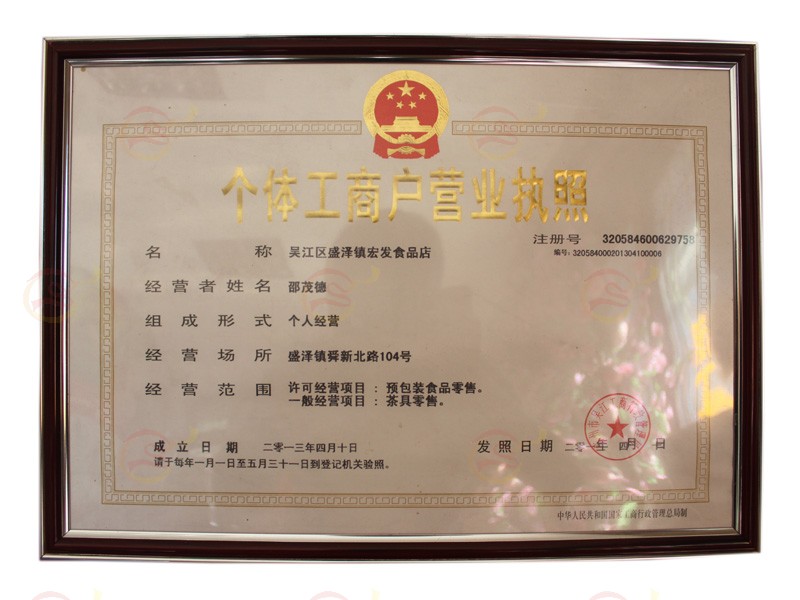 个体工商户营业执照
注册号 320584600629758
编号：320584000201304100006
名称 吴江区盛泽镇宏发食品店
经营者姓名 邵茂德
组成形式 个人经营
经营场所 盛泽镇舜新北路104号
经营范围 许可经营项目：预包装食品零售。
一般经营项目：茶具零售。
成立日期 二零一三年四月十日
发照日期 二零 年 四月 日
请于每年一月一日至五月三十一日到登记机关验照。
中华人民共和国国家工商行政管理总局制